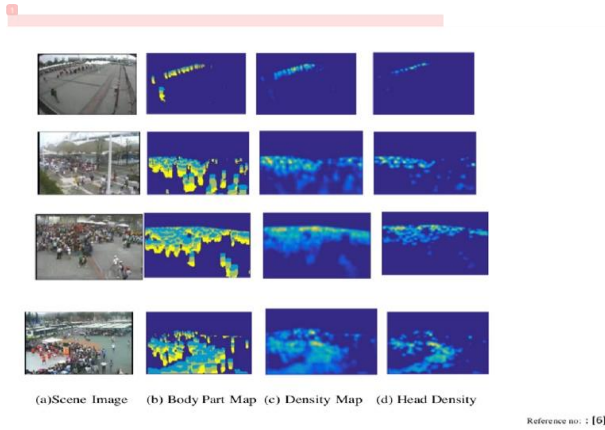 (a)Scene Image (b) Body Part Map (c) Density Map (d) Head Density
Reference no: : [6]